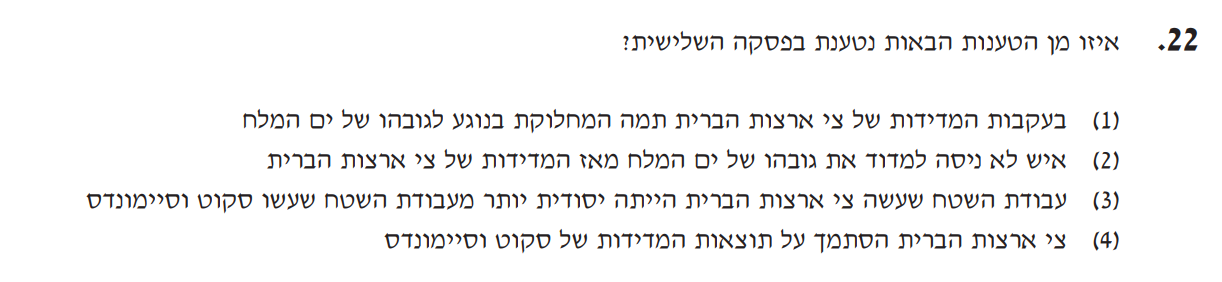 22. איזו מן הטענות הבאות נטענת בפסקה השלישית?
(1) בעקבות המדידות של צי ארצות הברית תמה המחלוקת בנוגע לגובהו של ים המלח
(2) איש לא ניסה למדוד את גובהו של ים המלח מאז המדידות של צי ארצות הברית
(3) עבודת השטח שעשה צי ארצות הברית הייתה יסודית יותר מעבודת השטח שעשו סקוט וסיימונדס
(4) צי ארצות הברית הסתמך על תוצאות המדידות של סקוט וסיימונדס